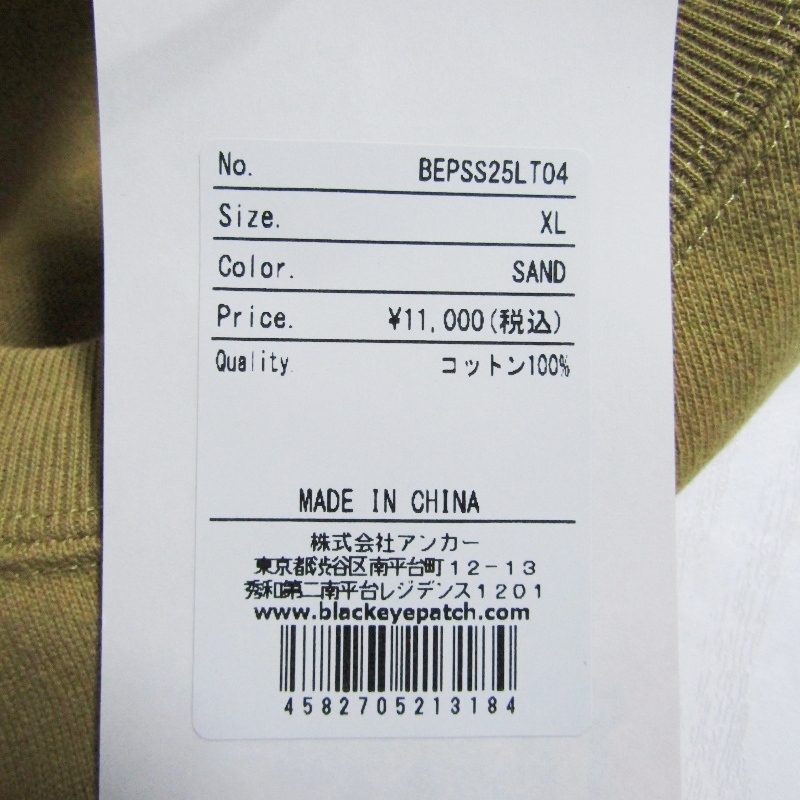 No. BEPSS25LT04
Size. XL
Color. SAND
Price. ¥11,000(税込)
Quality. コットン100%
MADE IN CHINA
株式会社アンカー
東京都渋谷区南平台町12-13
秀和第二南平台レジデンス1201
www.blackeyepatch.com
4582705213184